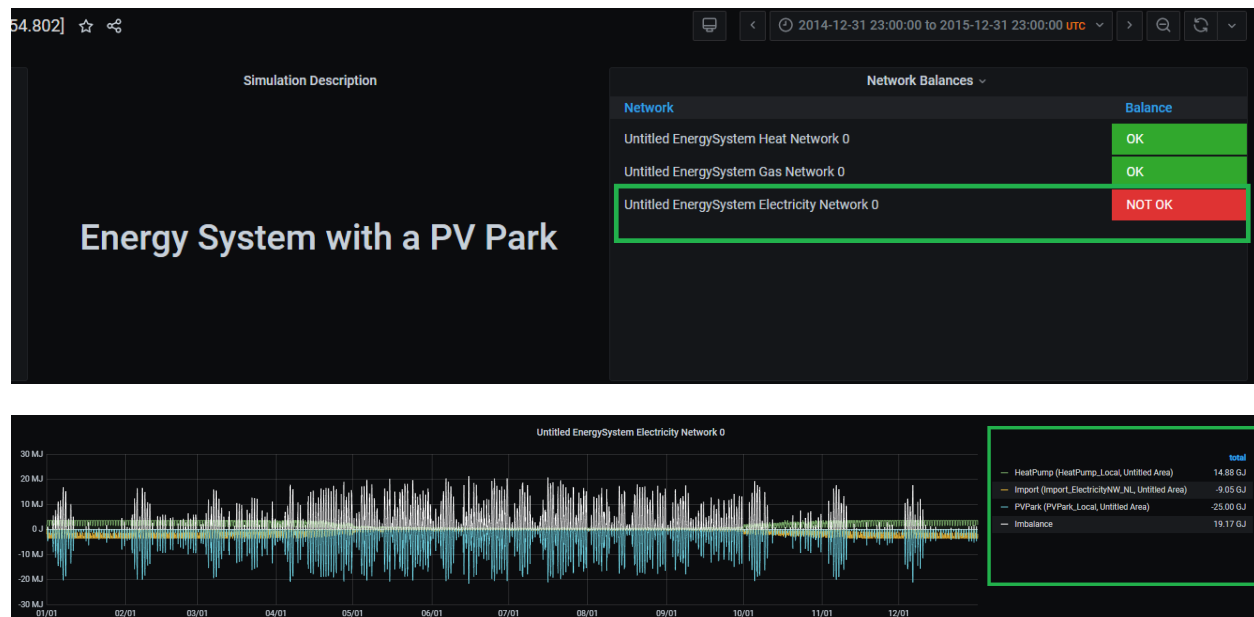 54.802]
2014-12-31 23:00:00 to 2015-12-31 23:00:00 UTC
Simulation Description
Energy System with a PV Park
Network Balances
Network Balance
Untitled EnergySystem Heat Network 0 OK
Untitled EnergySystem Gas Network 0 OK
Untitled EnergySystem Electricity Network 0 NOT OK
Untitled EnergySystem Electricity Network 0
30 MJ
20 MJ
10 MJ
0 J
-10 MJ
-20 MJ
-30 MJ
01/01 02/01 03/01 04/01 05/01 06/01 07/01 08/01 09/01 10/01 11/01 12/01
total
HeatPump (HeatPump_Local, Untitled Area) 14.88 GJ
Import (Import_ElectricityNW_NL, Untitled Area) -9.05 GJ
PVPark (PVPark_Local, Untitled Area) -25.00 GJ
Imbalance 19.17 GJ